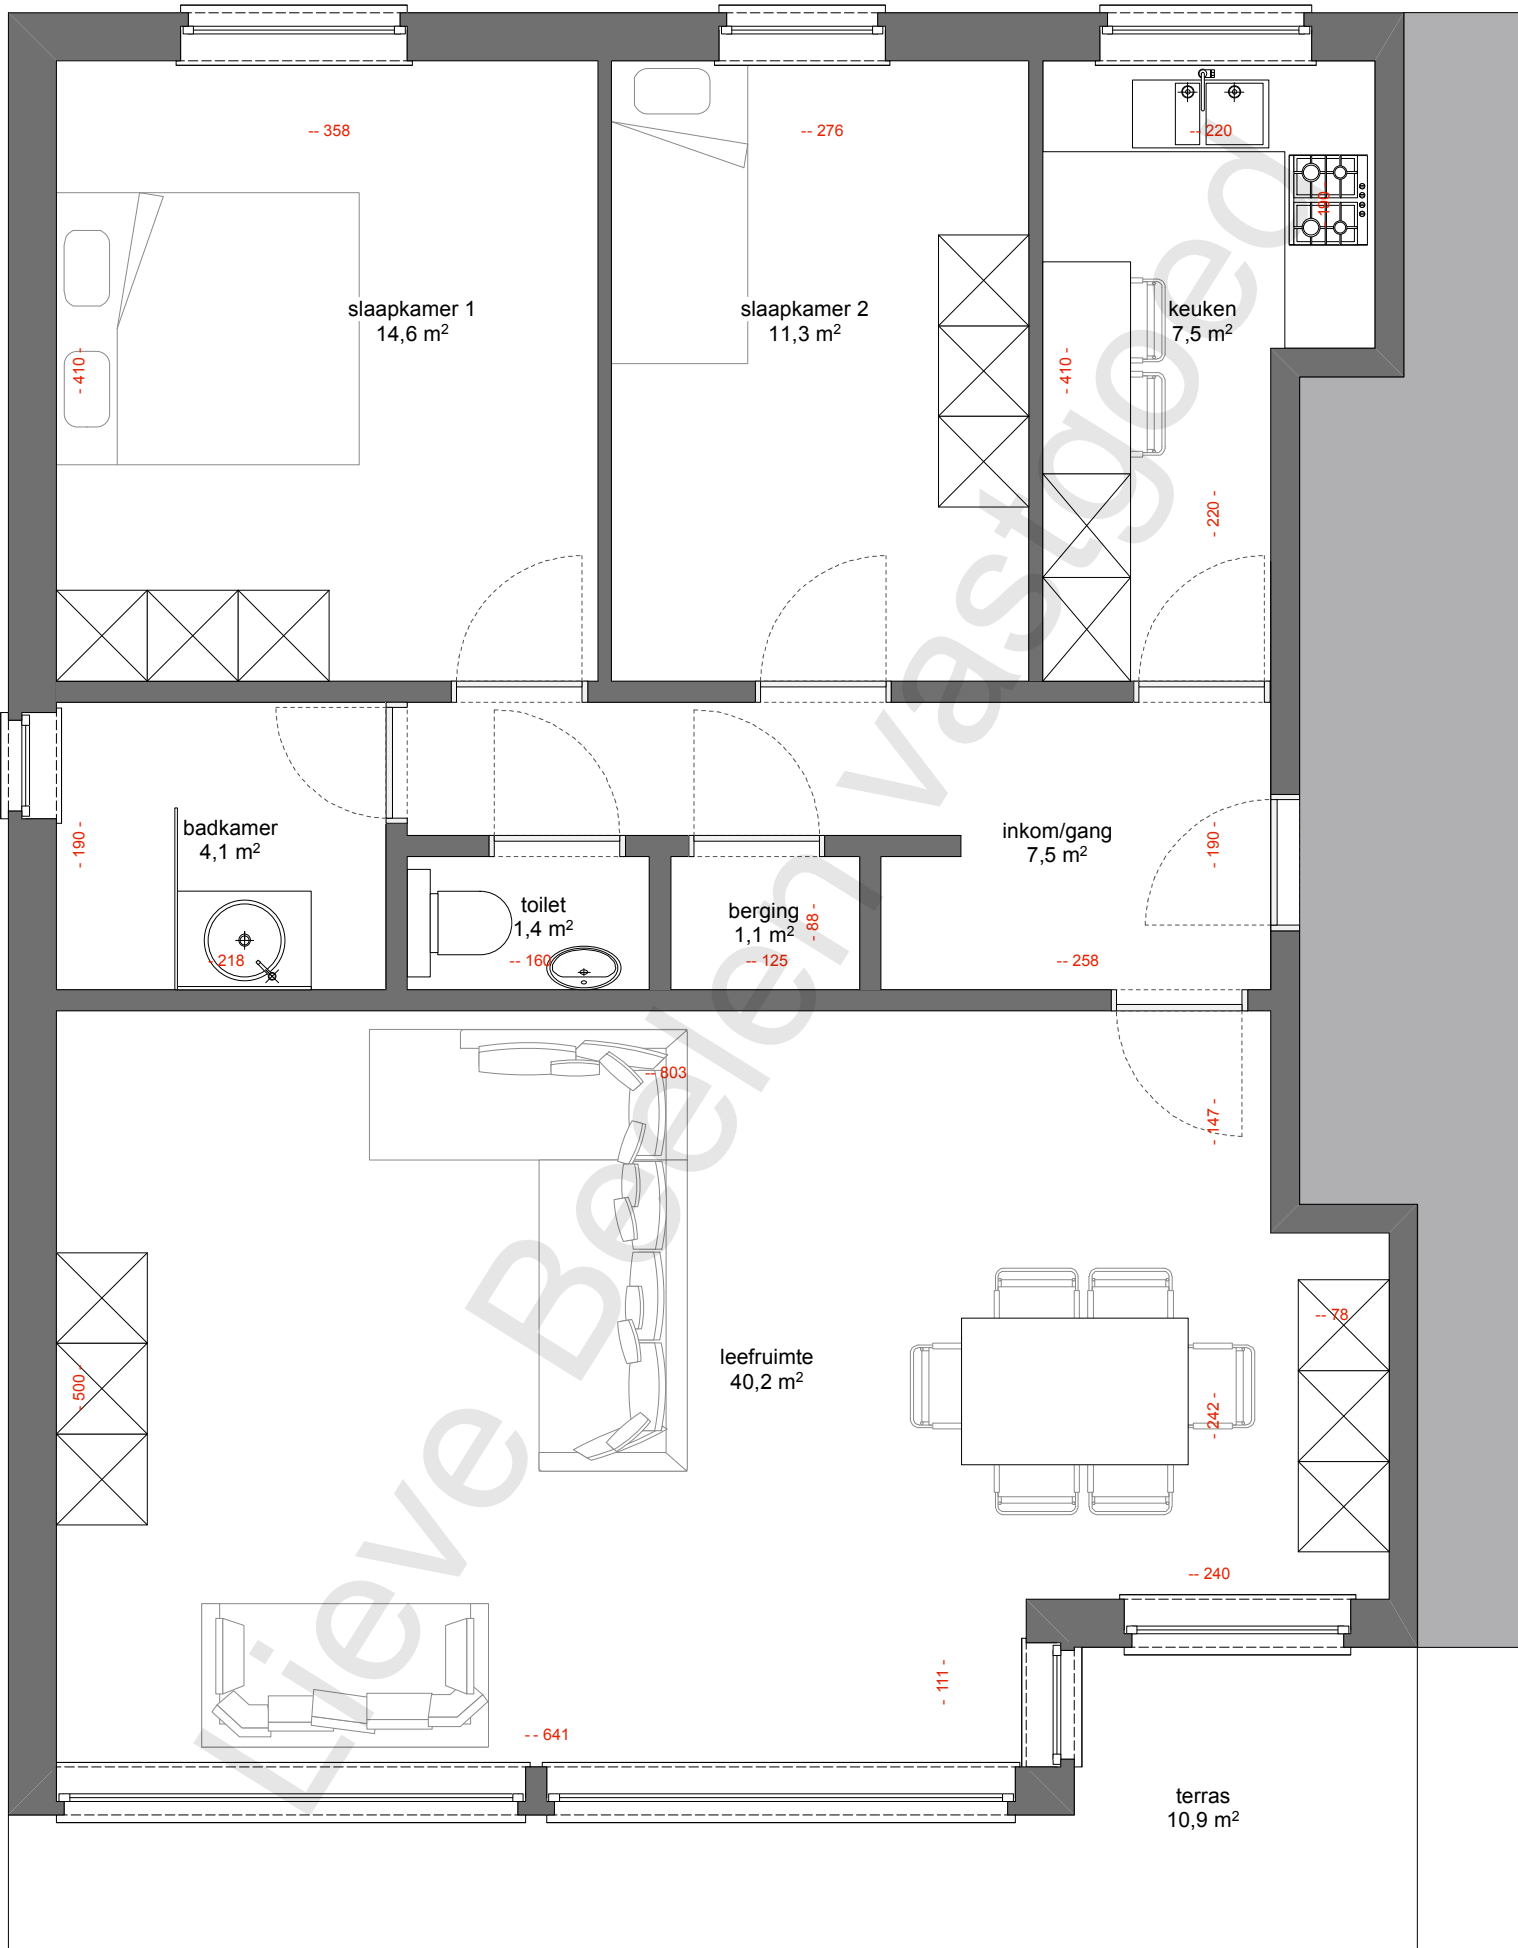 -- 358
-- 276
-- 220
- 190 -
slaapkamer 1
14,6 m²
slaapkamer 2
11,3 m²
keuken
7,5 m²
- 410 -
- 410 -
- 220 -
badkamer
4,1 m²
- 190 -
inkom/gang
7,5 m²
- 190 -
toilet
1,4 m²
berging
1,1 m²
- 88 -
-- 218
-- 160
-- 125
-- 258
-- 803
- 147 -
-- 78
leefruimte
40,2 m²
- 500 -
- 242 -
-- 240
- 111 -
-- 641
terras
10,9 m²
Lieve Beelen vastgoed